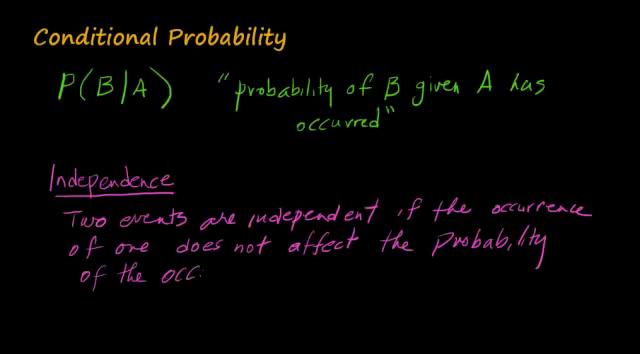 Conditional Probability
P(B/A) "probability of B given A has
occurred"
Independence
Two events are independent if the occurrence
of one does not affect the probability
of the occ